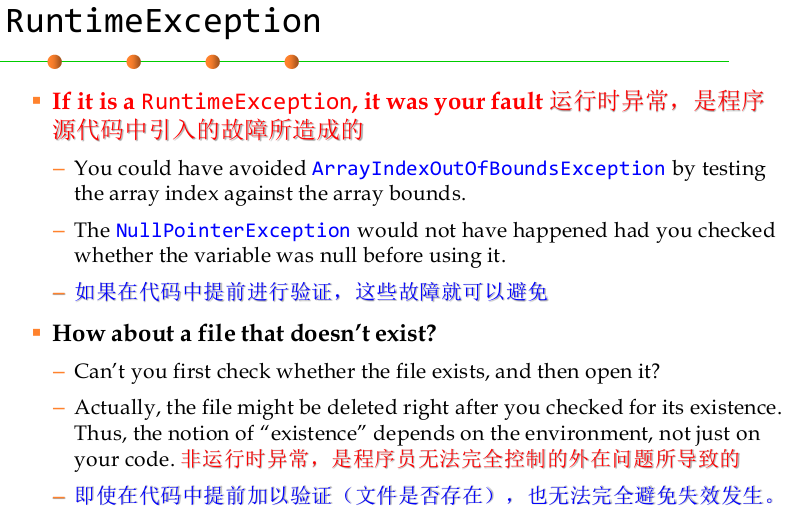 RuntimeException
If it is a RuntimeException, it was your fault 运行时异常，是程序
源代码中引入的故障所造成的
– You could have avoided ArrayIndexOutOfBoundsException by testing
the array index against the array bounds.
– The NullPointerException would not have happened had you checked
whether the variable was null before using it.
– 如果在代码中提前进行验证，这些故障就可以避免
How about a file that doesn’t exist?
– Can’t you first check whether the file exists, and then open it?
– Actually, the file might be deleted right after you checked for its existence.
Thus, the notion of “existence” depends on the environment, not just on
your code. 非运行时异常，是程序员无法完全控制的外在问题所导致的
– 即使在代码中提前加以验证（文件是否存在），也无法完全避免失效发生。